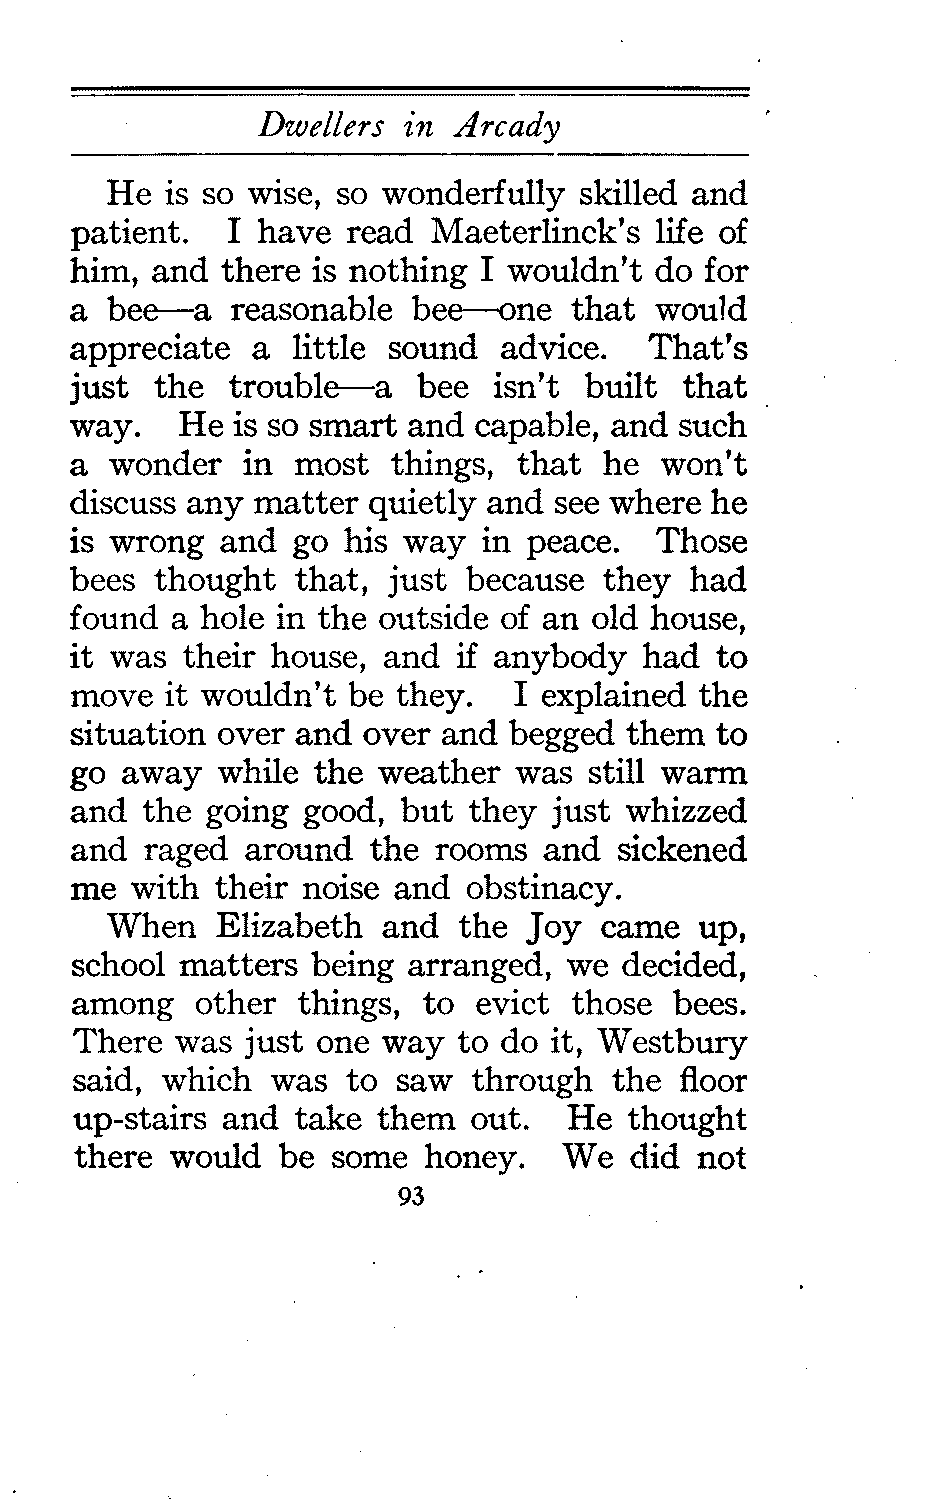 Dwellers in Arcady
He is so wise, so wonderfully skilled and
patient. I have read Maeterlinck's life of
him, and there is nothing I wouldn't do for
a bee—a reasonable bee—one that would
appreciate a little sound advice. That's
just the trouble—a bee isn't built that
way. He is so smart and capable, and such
a wonder in most things, that he won't
discuss any matter quietly and see where he
is wrong and go his way in peace. Those
bees thought that, just because they had
found a hole in the outside of an old house,
it was their house, and if anybody had to
move it wouldn't be they. I explained the
situation over and over and begged them to
go away while the weather was still warm
and the going good, but they just whizzed
and raged around the rooms and sickened
me with their noise and obstinacy.
When Elizabeth and the Joy came up,
school matters being arranged, we decided,
among other things, to evict those bees.
There was just one way to do it, Westbury
said, which was to saw through the floor
up-stairs and take them out. He thought
there would be some honey. We did not
93